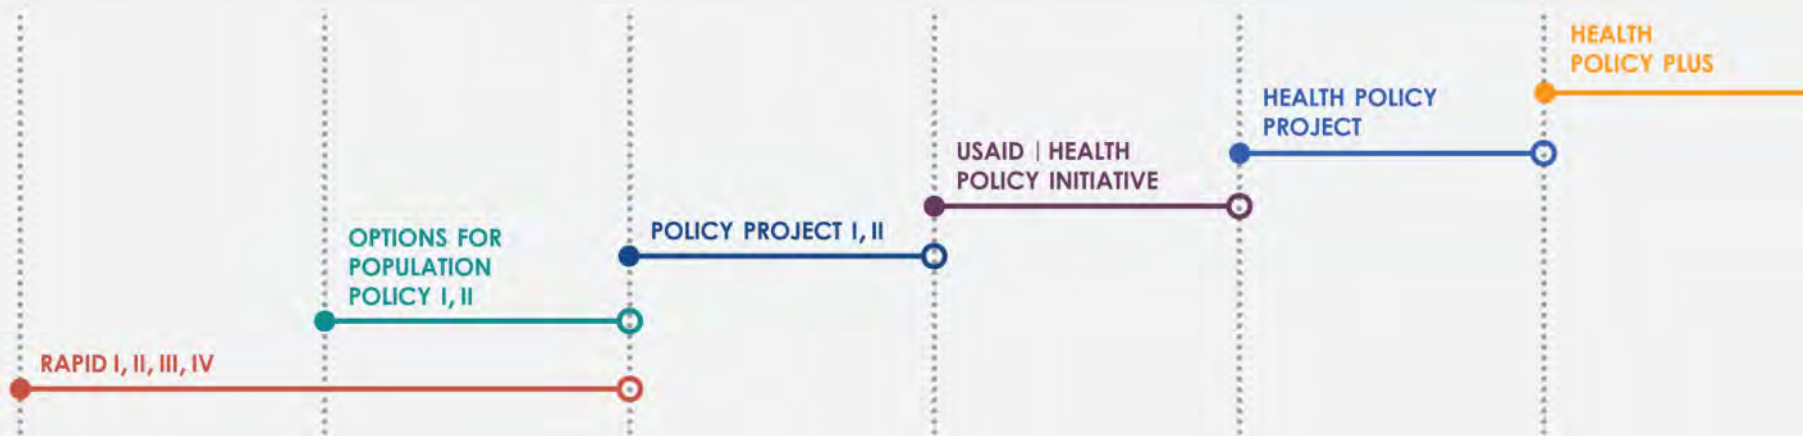 HEALTH
POLICY PLUS
HEALTH POLICY
PROJECT
USAID | HEALTH
POLICY INITIATIVE
POLICY PROJECT I, II
OPTIONS FOR
POPULATION
POLICY I, II
RAPID I, II, III, IV